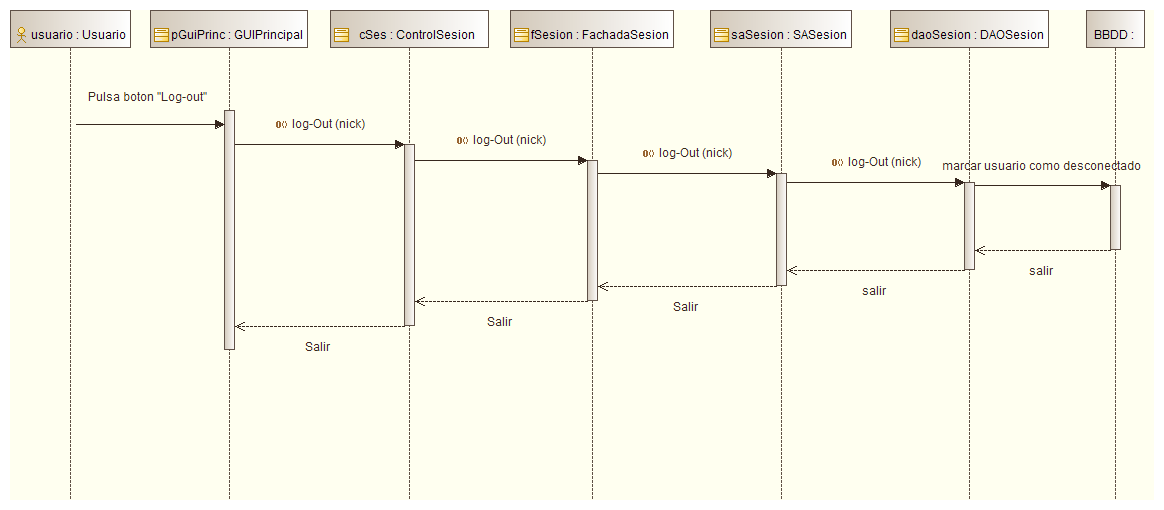 usuario : Usuario
pGuiPrinc : GUIPrincipal
cSes : ControlSesion
fSesion : FachadaSesion
saSesion : SASesion
daoSesion : DAOSesion
BBDD :
Pulsa boton "Log-out"
log-Out (nick)
log-Out (nick)
log-Out (nick)
log-Out (nick)
marcar usuario como desconectado
salir
salir
Salir
Salir
Salir